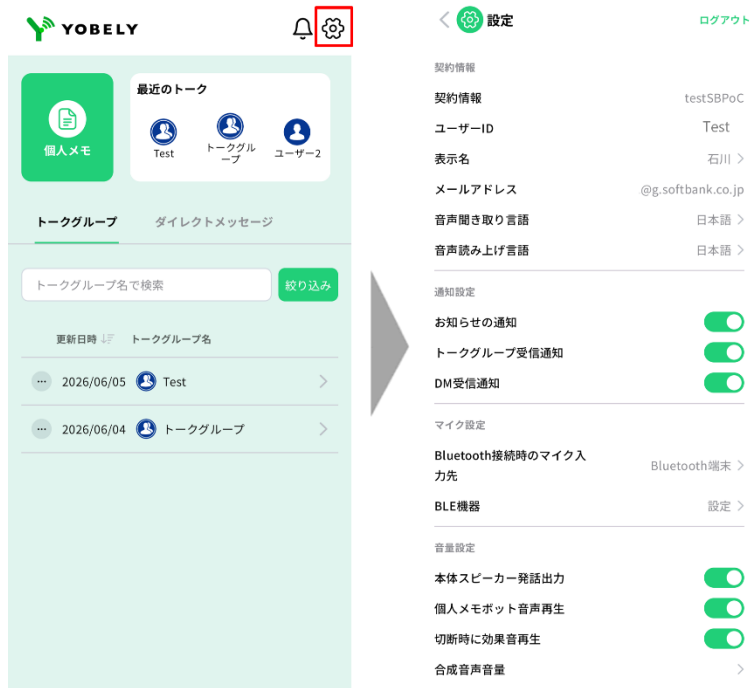 YOBELY
個人メモ
最近のトーク
Test
トークグル
ープ
ユーザー2
トークグループ
ダイレクトメッセージ
トークグループ名で検索
絞り込み
更新日時 トークグループ名
2026/06/05 Test
2026/06/04 トークグループ
設定
ログアウト
契約情報
契約情報 testSBPoC
ユーザーID Test
表示名 石川
メールアドレス @g.softbank.co.jp
音声聞き取り言語 日本語
音声読み上げ言語 日本語
通知設定
お知らせの通知
トークグループ受信通知
DM受信通知
マイク設定
Bluetooth接続時のマイク入
力先
Bluetooth端末
BLE機器 設定
音量設定
本体スピーカー発話出力
個人メモボット音声再生
切断時に効果音再生
合成音声音量